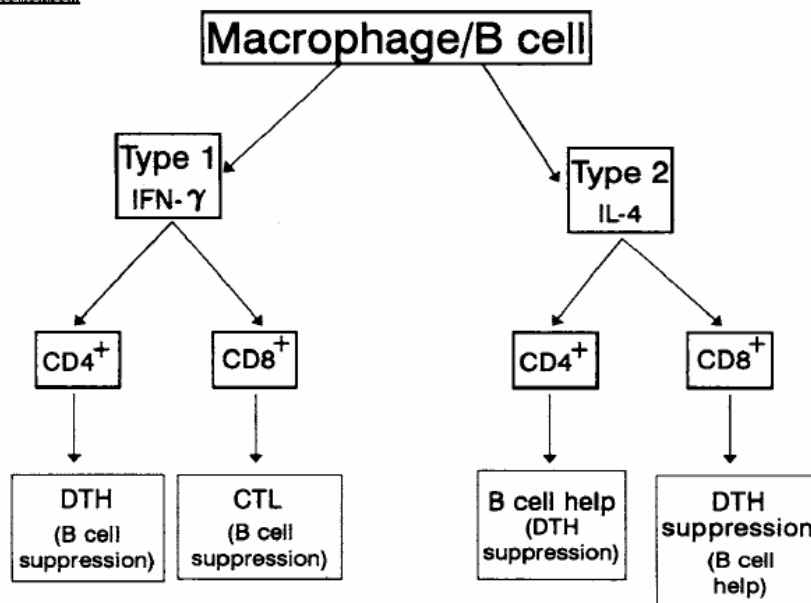 Macrophage/B cell
Type 1
IFN-γ
Type 2
IL-4
CD4+
CD8+
CD4+
CD8+
DTH
(B cell
suppression)
CTL
(B cell
suppression)
B cell help
(DTH
suppression)
DTH
suppression
(B cell
help)